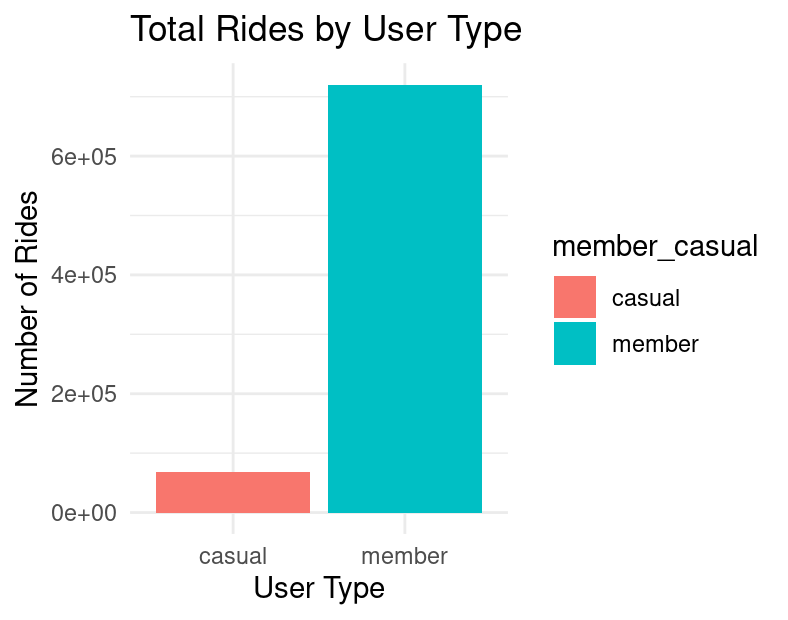 Total Rides by User Type
Number of Rides
6e+05
4e+05
2e+05
0e+00
casual
member
User Type
member_casual
casual
member